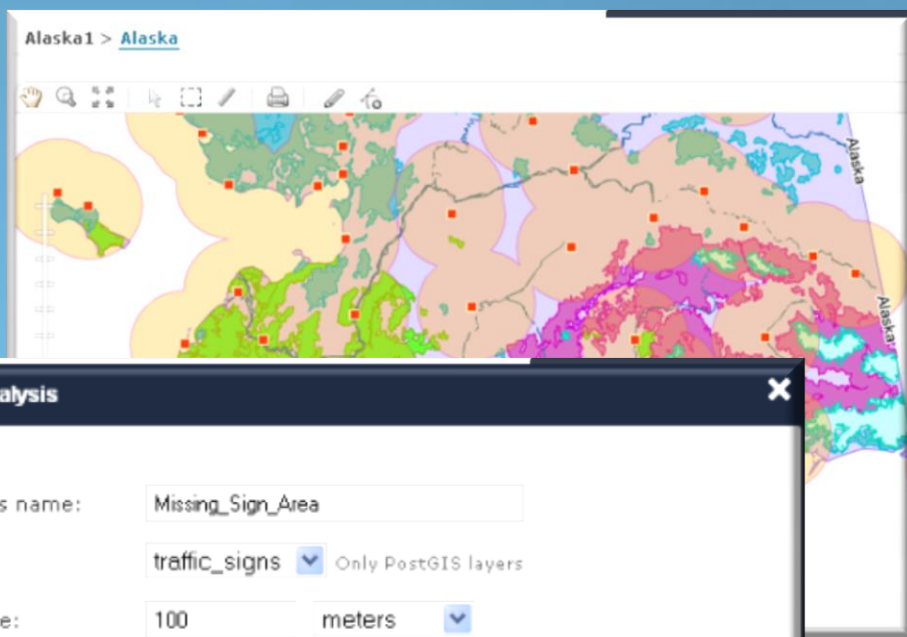 Alaska1 > Alaska
Alaska
Alaska
alysis
s name: Missing_Sign_Area
traffic_signs Only PostGIS layers
e: 100 meters